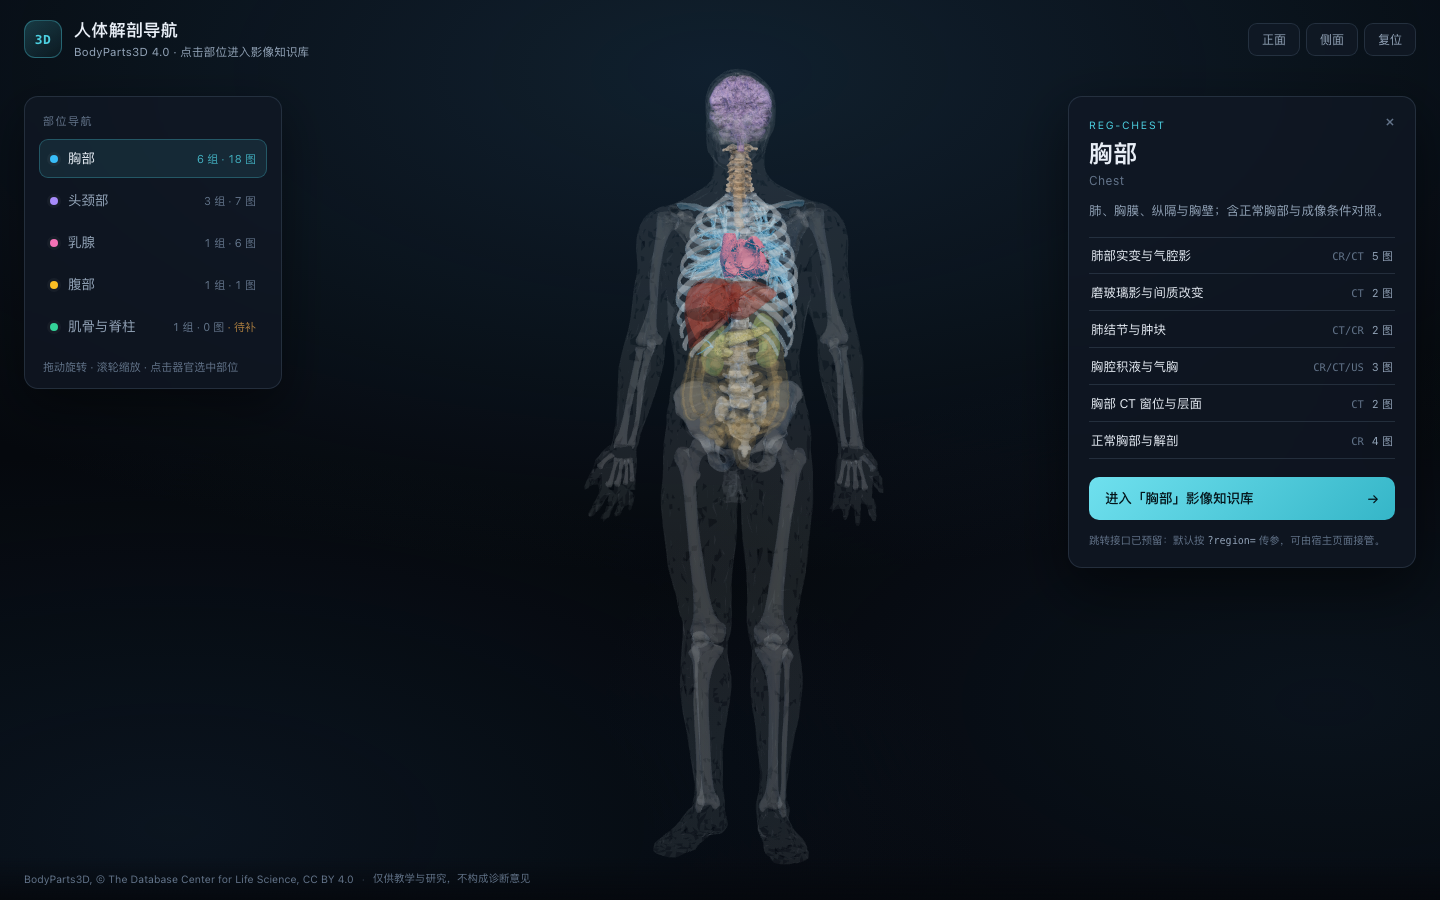 3D
人体解剖导航
BodyParts3D 4.0 · 点击部位进入影像知识库
正面
侧面
复位
部位导航
胸部 6 组 · 18 图
头颈部 3 组 · 7 图
乳腺 1 组 · 6 图
腹部 1 组 · 1 图
肌骨与脊柱 1 组 · 0 图 · 待补
拖动旋转 · 滚轮缩放 · 点击器官选中部位
REG-CHEST ×
胸部
Chest
肺、胸膜、纵隔与胸壁；含正常胸部与成像条件对照。
肺部实变与气腔影 CR/CT 5 图
磨玻璃影与间质改变 CT 2 图
肺结节与肿块 CT/CR 2 图
胸腔积液与气胸 CR/CT/US 3 图
胸部 CT 窗位与层面 CT 2 图
正常胸部与解剖 CR 4 图
进入「胸部」影像知识库 →
跳转接口已预留：默认按 ?region= 传参，可由宿主页面接管。
BodyParts3D, © The Database Center for Life Science, CC BY 4.0 · 仅供教学与研究，不构成诊断意见